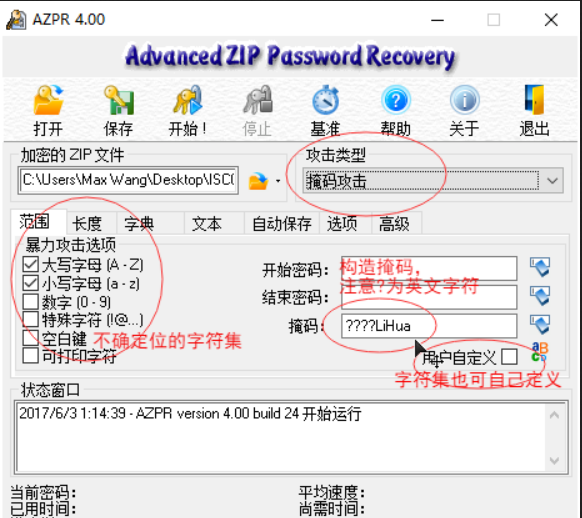 AZPR 4.00
Advanced ZIP Password Recovery
打开 保存 开始! 停止 基准 帮助 关于 退出
加密的 ZIP 文件 攻击类型
C:\Users\Max Wang\Desktop\ISC( 掩码攻击
范围 长度 字典 文本 自动保存 选项 高级
暴力攻击选项
大写字母 (A - Z)
小写字母 (a - z)
数字 (0 - 9)
特殊字符 (!@...)
空白键
可打印字符
不确定位的字符集
开始密码: 构造掩码,
结束密码: 注意?为英文字符
掩码: ????LiHua
用户自定义
字符集也可自己定义
状态窗口
2017/6/3 1:14:39 - AZPR version 4.00 build 24 开始运行
当前密码: 平均速度:
已用时间: 尚需时间: